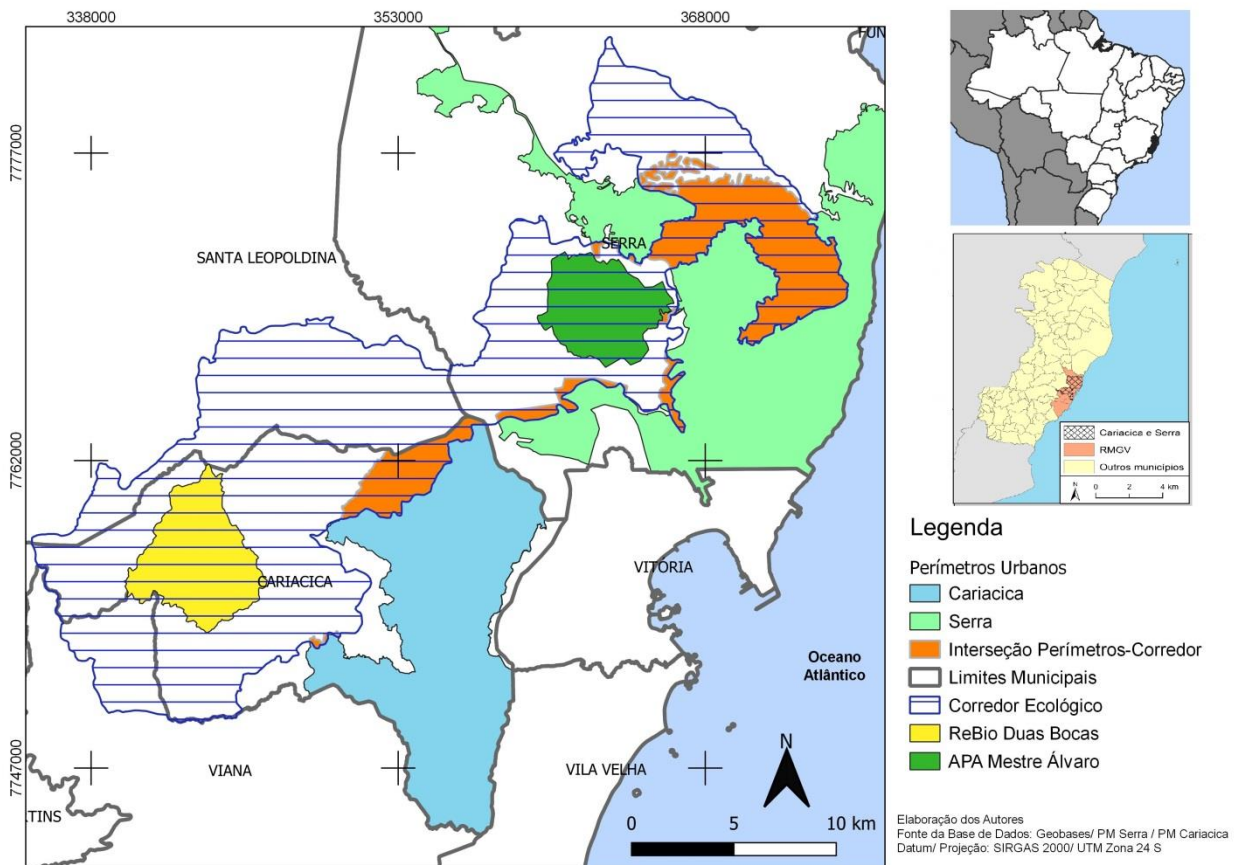 338000
353000
368000
7777000
7762000
7747000
FUN
SANTA LEOPOLDINA
SERRA
CARIACICA
VITORIA
Oceano
Atlântico
VIANA
VILA VELHA
TINS
N
0 5 10 km
Cariacica e Serra
RMGV
Outros municípios
N
0 2 4 km
Legenda
Perímetros Urbanos
Cariacica
Serra
Interseção Perímetros-Corredor
Limites Municipais
Corredor Ecológico
ReBio Duas Bocas
APA Mestre Álvaro
Elaboração dos Autores
Fonte da Base de Dados: Geobases/ PM Serra / PM Cariacica
Datum/ Projeção: SIRGAS 2000/ UTM Zona 24 S